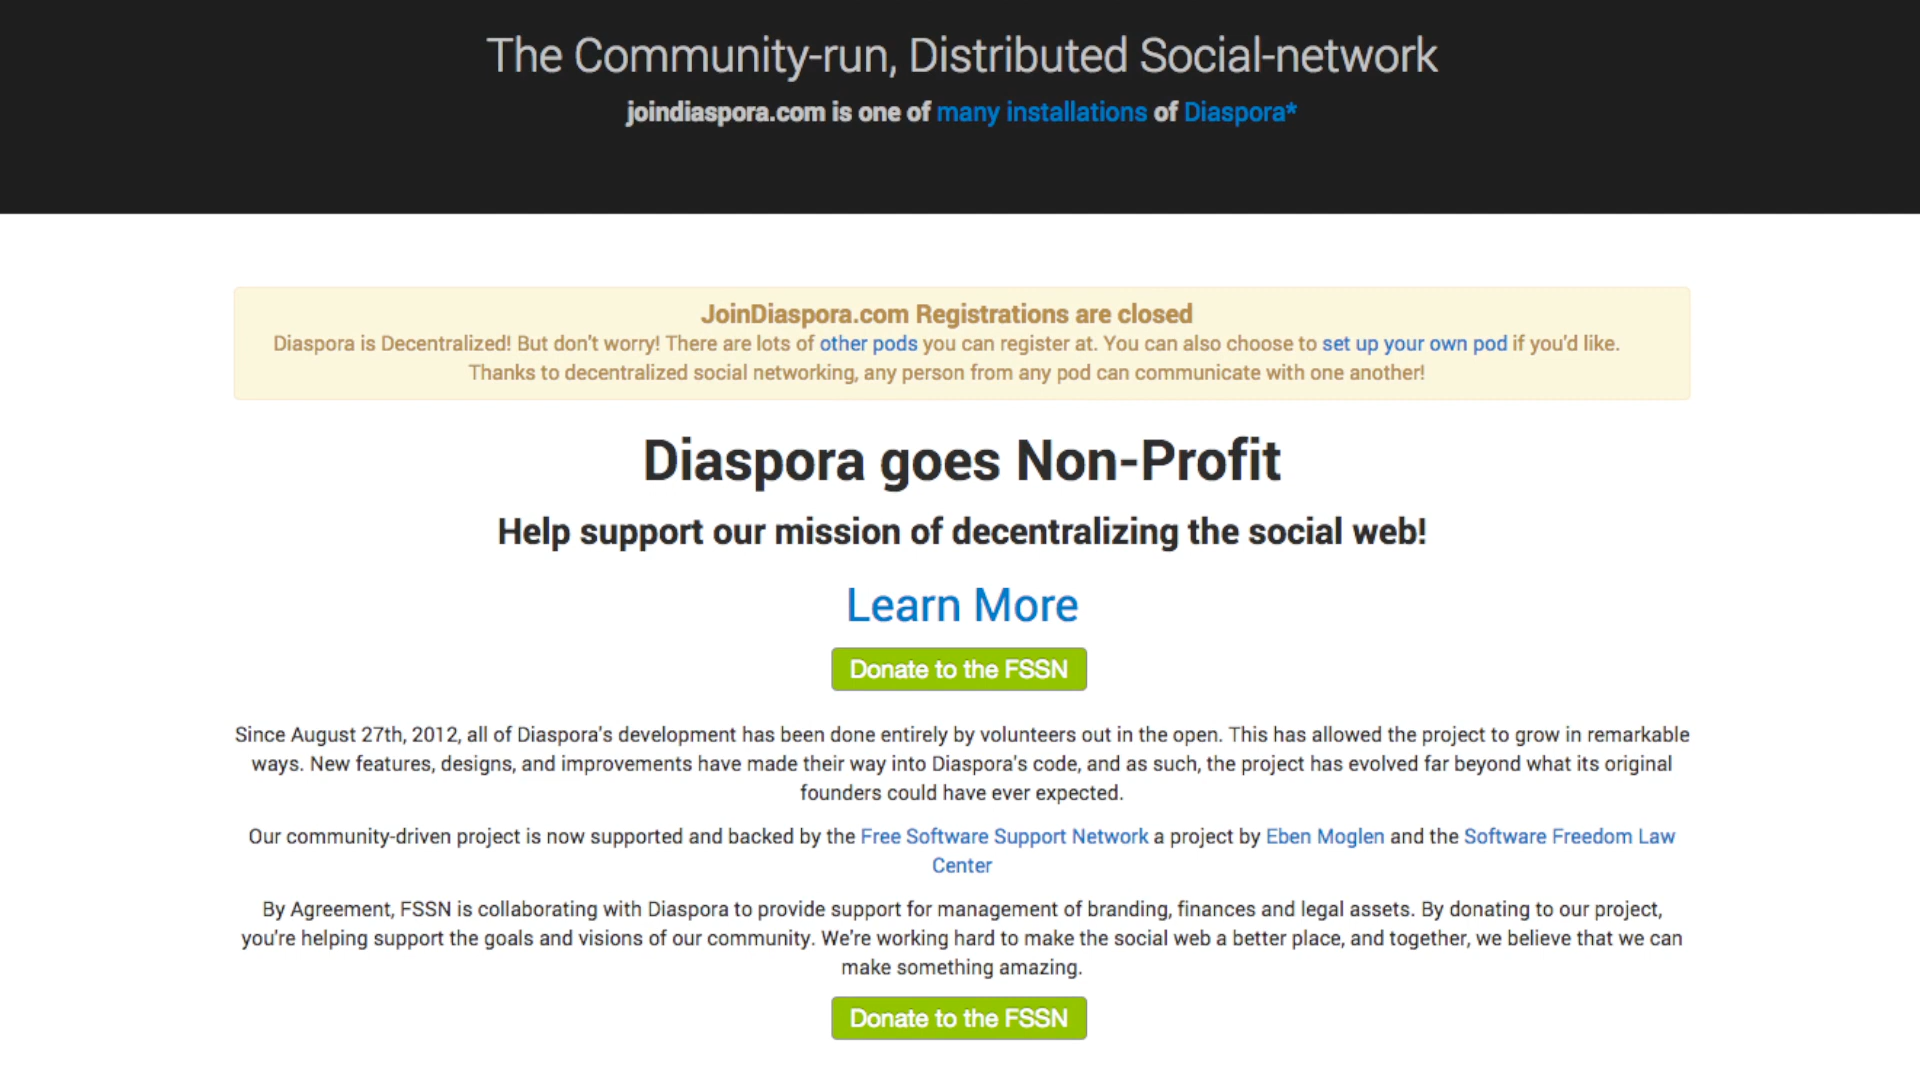 The Community-run, Distributed Social-network
joindiaspora.com is one of many installations of Diaspora*
JoinDiaspora.com Registrations are closed
Diaspora is Decentralized! But don't worry! There are lots of other pods you can register at. You can also choose to set up your own pod if you'd like.
Thanks to decentralized social networking, any person from any pod can communicate with one another!
Diaspora goes Non-Profit
Help support our mission of decentralizing the social web!
Learn More
Donate to the FSSN
Since August 27th, 2012, all of Diaspora's development has been done entirely by volunteers out in the open. This has allowed the project to grow in remarkable
ways. New features, designs, and improvements have made their way into Diaspora's code, and as such, the project has evolved far beyond what its original
founders could have ever expected.
Our community-driven project is now supported and backed by the Free Software Support Network a project by Eben Moglen and the Software Freedom Law
Center
By Agreement, FSSN is collaborating with Diaspora to provide support for management of branding, finances and legal assets. By donating to our project,
you're helping support the goals and visions of our community. We're working hard to make the social web a better place, and together, we believe that we can
make something amazing.
Donate to the FSSN